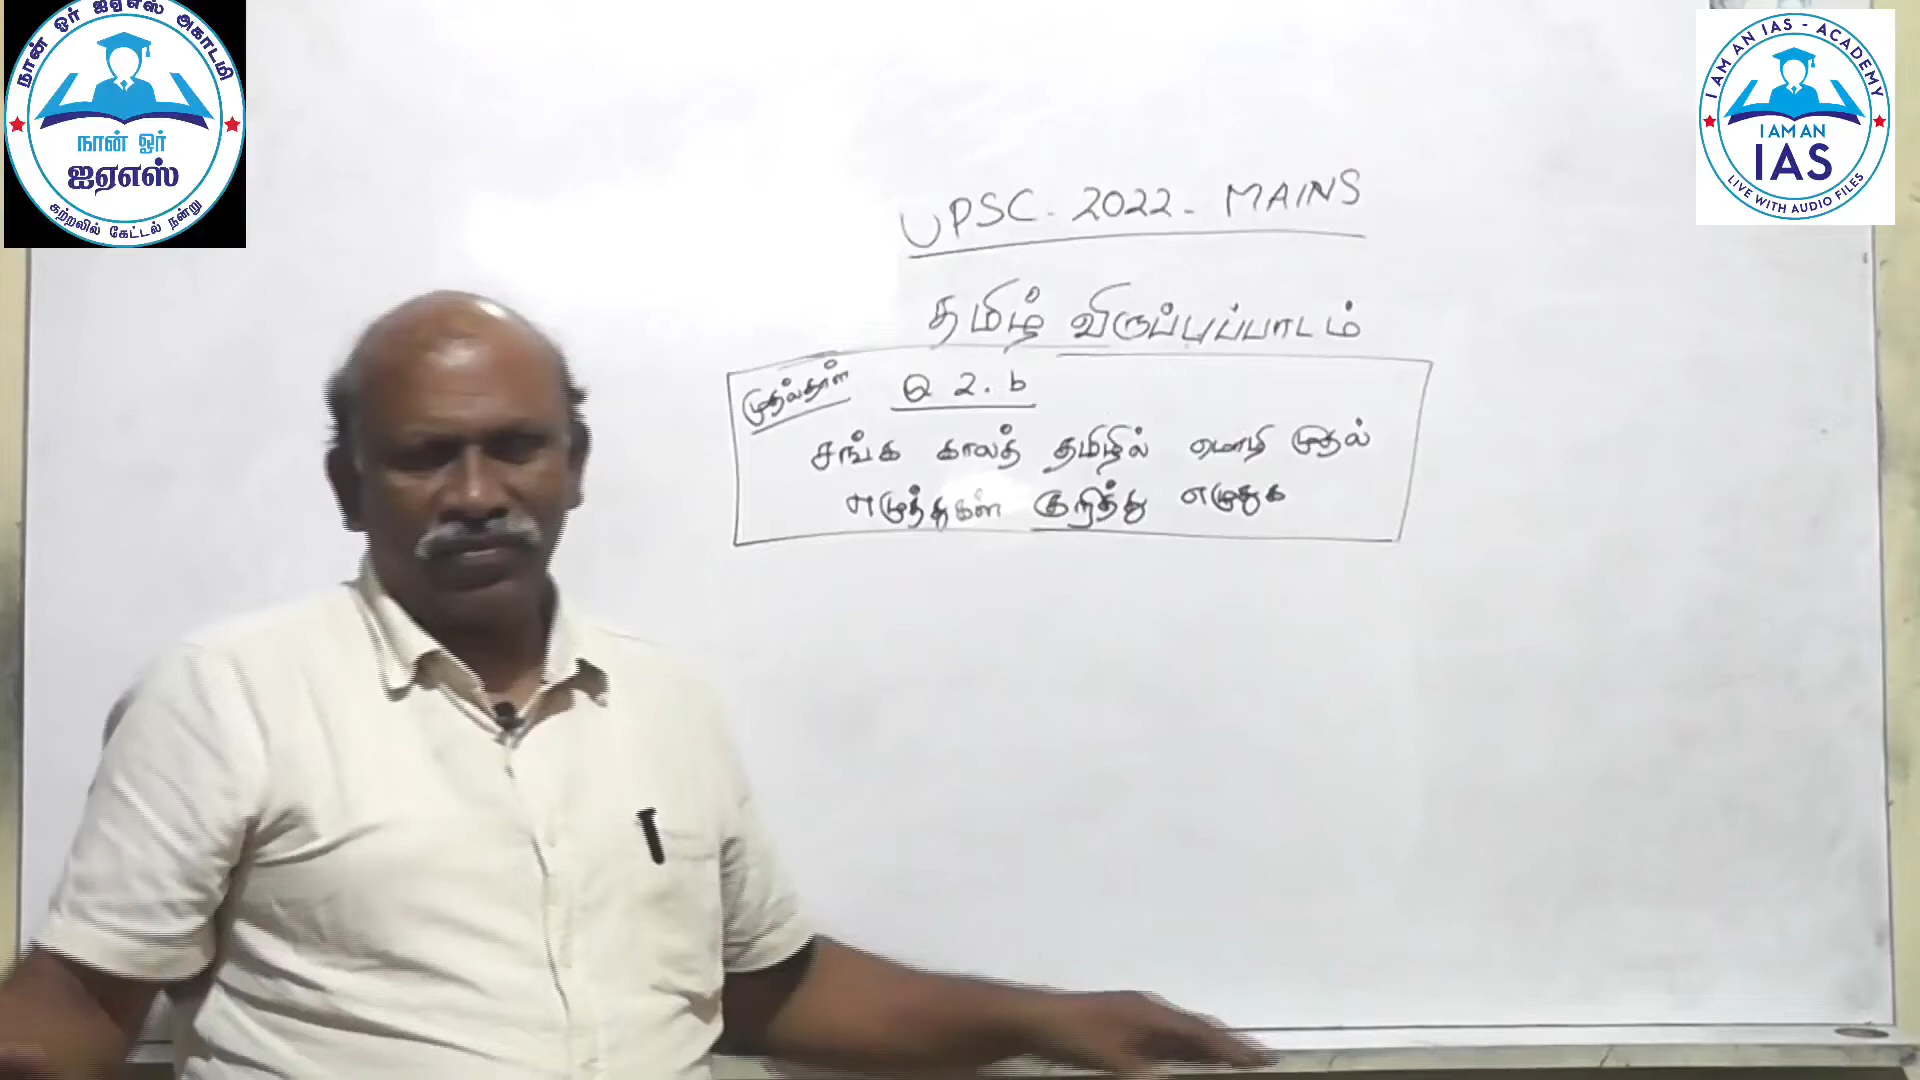 நான் ஓர் ஐஏஎஸ் அகாடமி
நான் ஓர்
ஐஏஎஸ்
கற்றலில் கேட்டல் நன்று
I AM AN IAS - ACADEMY
I AM AN
IAS
LIVE WITH AUDIO FILES
UPSC - 2022 - MAINS
தமிழ் விருப்பப்பாடம்
முதல்தாள் Q 2. b
சங்க காலத் தமிழில் மொழி முதல்
எழுத்துகள் குறித்து எழுதுக